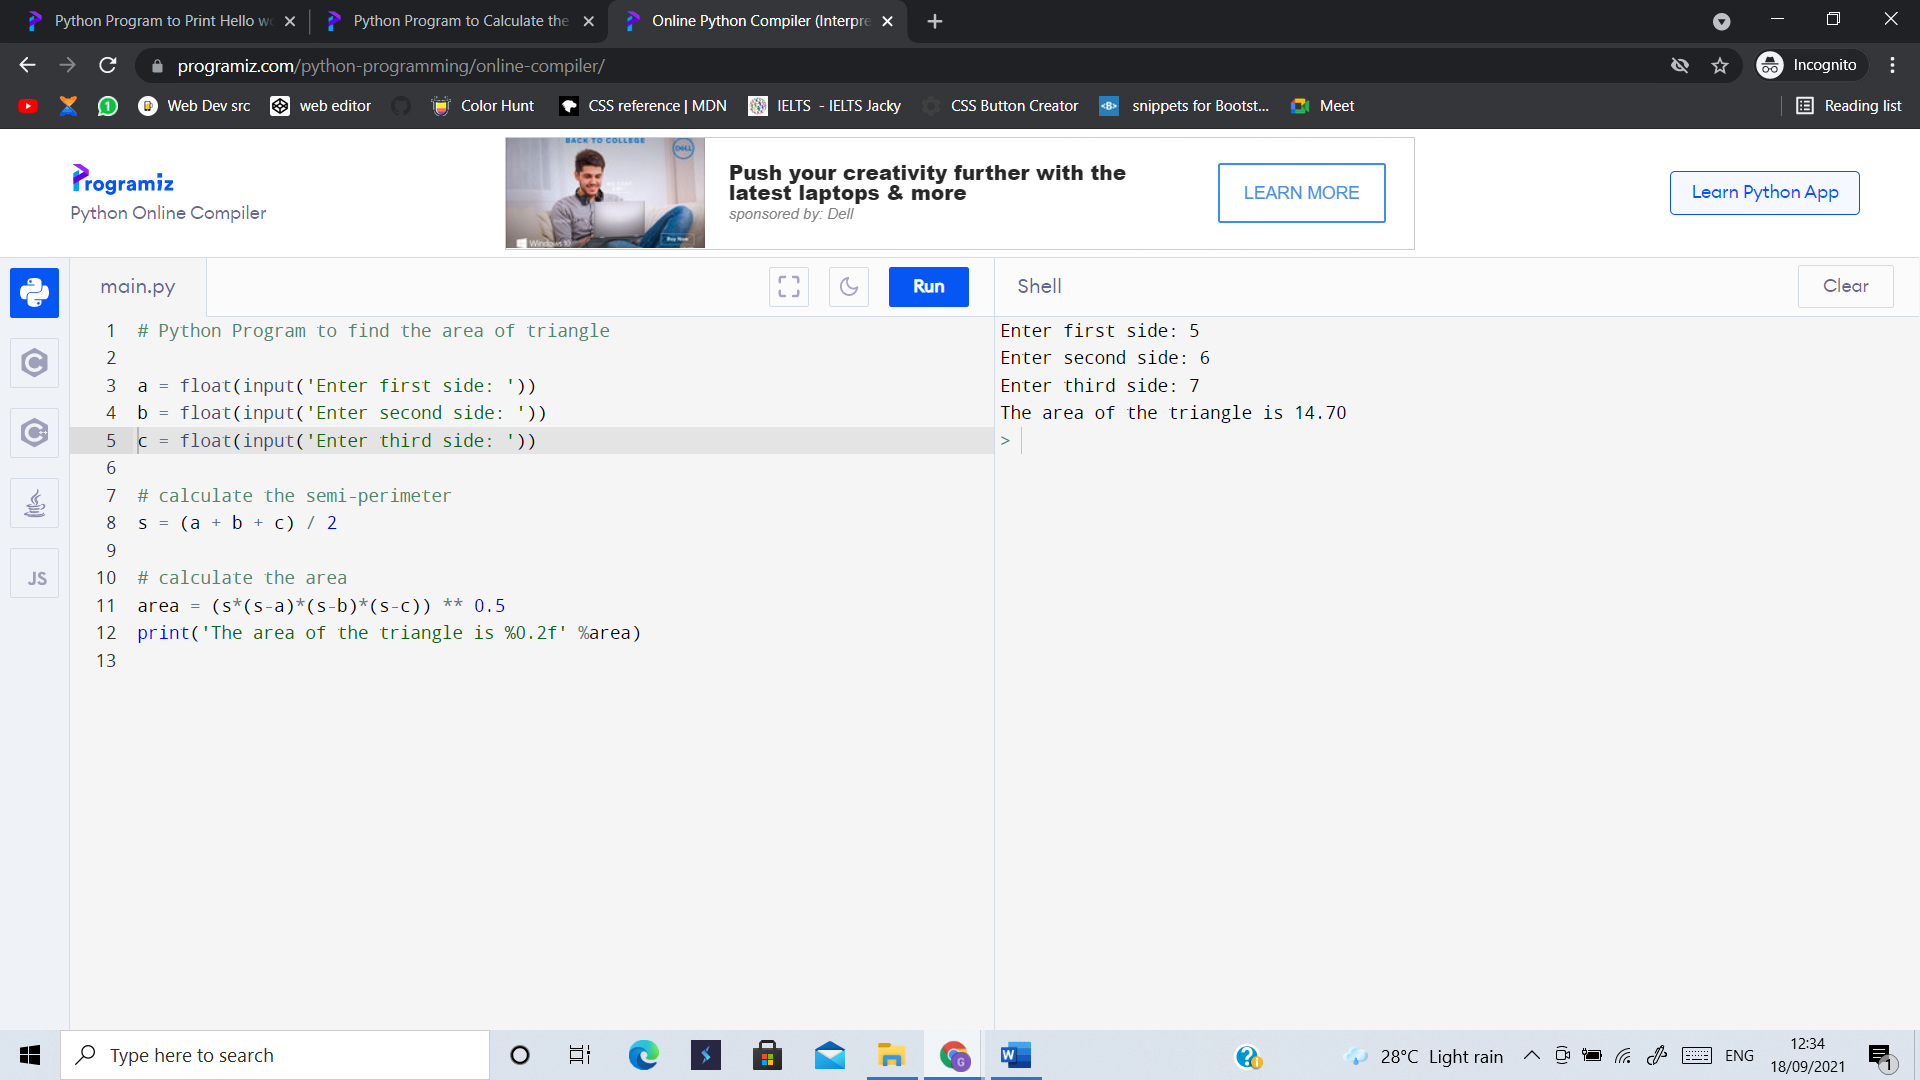 Python Program to Print Hello wo
Python Program to Calculate the
Online Python Compiler (Interpre
programiz.com/python-programming/online-compiler/
Incognito
Web Dev src
web editor
Color Hunt
CSS reference | MDN
IELTS - IELTS Jacky
CSS Button Creator
snippets for Bootst...
Meet
Reading list
Programiz
Python Online Compiler
BACK TO COLLEGE
DELL
Windows 10
Buy Now
Push your creativity further with the
latest laptops & more
sponsored by: Dell
LEARN MORE
Learn Python App
main.py
Run
Shell
Clear
1 # Python Program to find the area of triangle
2
3 a = float(input('Enter first side: '))
4 b = float(input('Enter second side: '))
5 c = float(input('Enter third side: '))
6
7 # calculate the semi-perimeter
8 s = (a + b + c) / 2
9
10 # calculate the area
11 area = (s*(s-a)*(s-b)*(s-c)) ** 0.5
12 print('The area of the triangle is %0.2f' %area)
13
Enter first side: 5
Enter second side: 6
Enter third side: 7
The area of the triangle is 14.70
>
JS
Type here to search
28°C Light rain
ENG
12:34
18/09/2021
1